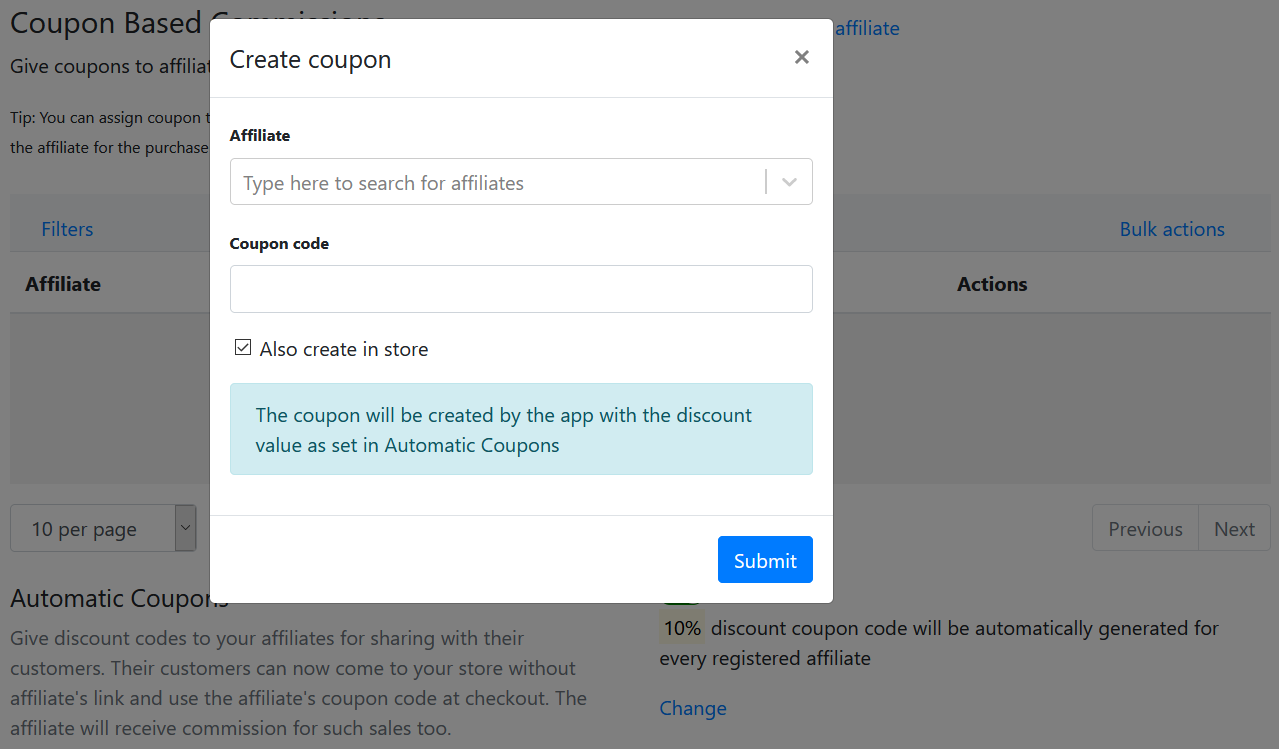 Coupon Based Commissions
affiliate
Give coupons to affiliat
Tip: You can assign coupon t
the affiliate for the purchase
Create coupon
×
Affiliate
Type here to search for affiliates
Coupon code
Also create in store
The coupon will be created by the app with the discount
value as set in Automatic Coupons
Submit
Filters
Bulk actions
Affiliate
Actions
10 per page
Previous
Next
Automatic Coupons
Give discount codes to your affiliates for sharing with their
customers. Their customers can now come to your store without
affiliate's link and use the affiliate's coupon code at checkout. The
affiliate will receive commission for such sales too.
10% discount coupon code will be automatically generated for
every registered affiliate
Change